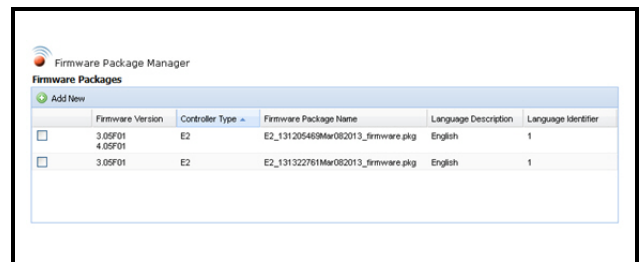 Firmware Package Manager
Firmware Packages
Add New
Firmware Version Controller Type Firmware Package Name Language Description Language Identifier
3.05F01 E2 E2_131205469Mar082013_firmware.pkg English 1
4.05F01
3.05F01 E2 E2_131322761Mar082013_firmware.pkg English 1